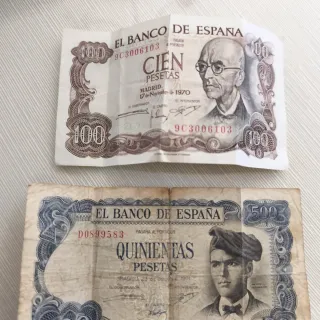 EL BANCO DE ESPAÑA
100
9C3006103
CIEN
PESETAS
MADRID
17 de Noviembre de 1970
9C3006103
100
100
EL BANCO DE ESPAÑA
500
D0899583
QUINIENTAS
PESETAS